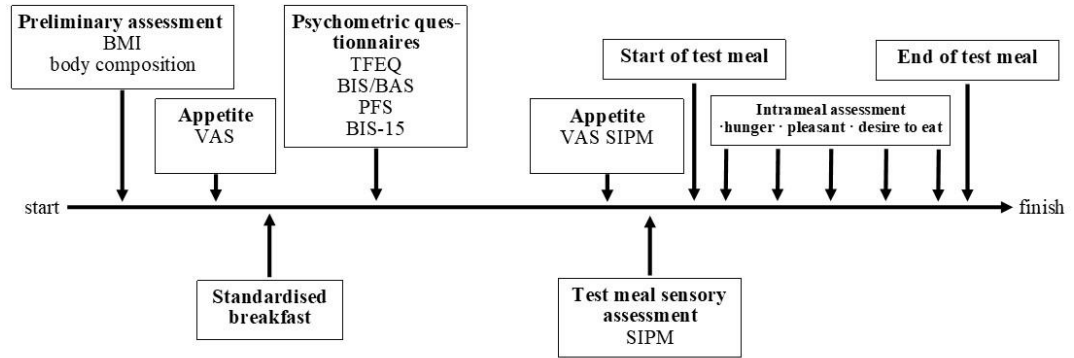 Preliminary assessment
BMI
body composition
Appetite
VAS
Psychometric ques-
tionnaires
TFEQ
BIS/BAS
PFS
BIS-15
Appetite
VAS SIPM
Start of test meal
Intrameal assessment
·hunger · pleasant · desire to eat
End of test meal
start
finish
Standardised
breakfast
Test meal sensory
assessment
SIPM